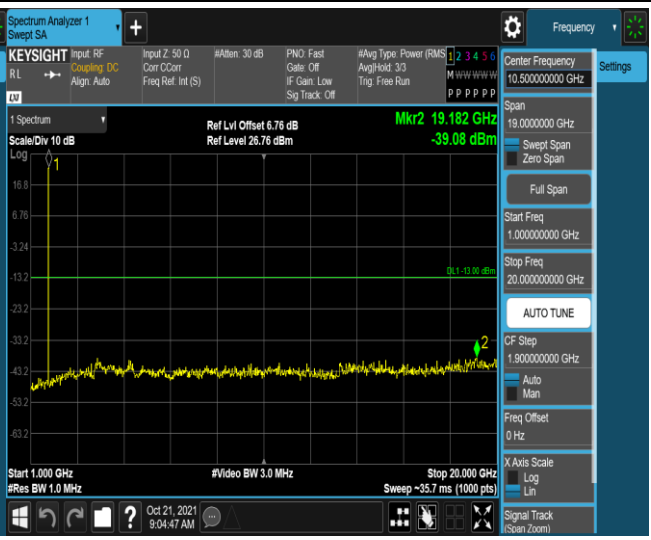 Spectrum Analyzer 1
Swept SA
+
Frequency
KEYSIGHT
Input: RF
Input Z: 50 Ω
#Atten: 30 dB
PNO: Fast
#Avg Type: Power (RMS
1 2 3 4 5 6
RL
Coupling: DC
Corr CCorr
Gate: Off
Avg|Hold: 3/3
M W W W W W
Align: Auto
Freq Ref: Int (S)
IF Gain: Low
Trig: Free Run
Sig Track: Off
P P P P P P
LXI
1 Spectrum
Ref Lvl Offset 6.76 dB
Mkr2 19.182 GHz
Scale/Div 10 dB
Ref Level 26.76 dBm
-39.08 dBm
Log
1
16.8
6.76
-3.24
DL1 -13.00 dBm
-13.2
-23.2
-33.2
2
-43.2
-53.2
-63.2
Start 1.000 GHz
#Video BW 3.0 MHz
Stop 20.000 GHz
#Res BW 1.0 MHz
Sweep ~35.7 ms (1000 pts)
?
Oct 21, 2021
9:04:47 AM
Center Frequency
10.500000000 GHz
Settings
Span
19.0000000 GHz
Swept Span
Zero Span
Full Span
Start Freq
1.000000000 GHz
Stop Freq
20.000000000 GHz
AUTO TUNE
CF Step
1.900000000 GHz
Auto
Man
Freq Offset
0 Hz
X Axis Scale
Log
Lin
Signal Track
(Span Zoom)